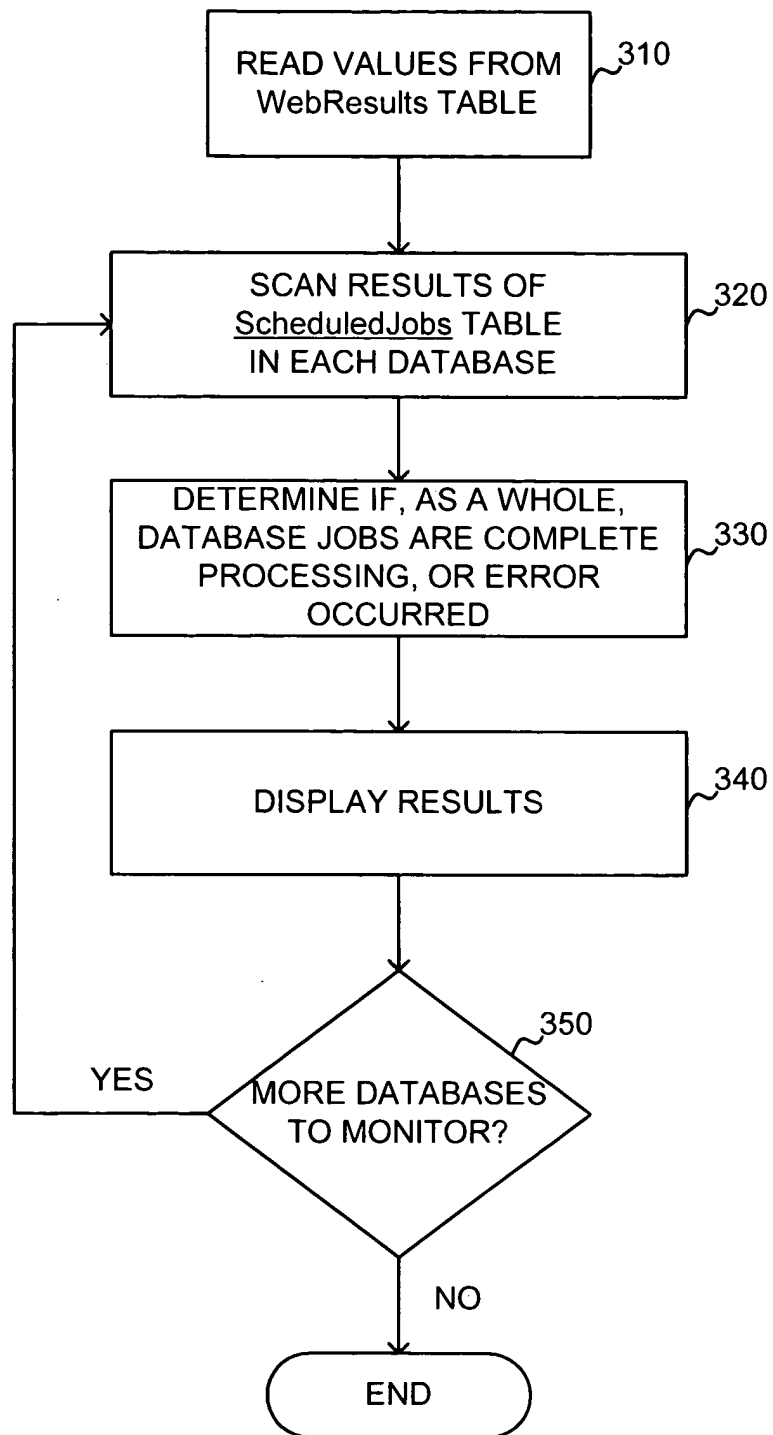 READ VALUES FROM
WebResults TABLE
310
SCAN RESULTS OF
ScheduledJobs TABLE
IN EACH DATABASE
320
DETERMINE IF, AS A WHOLE,
DATABASE JOBS ARE COMPLETE
PROCESSING, OR ERROR
OCCURRED
330
DISPLAY RESULTS
340
350
YES
MORE DATABASES
TO MONITOR?
NO
END